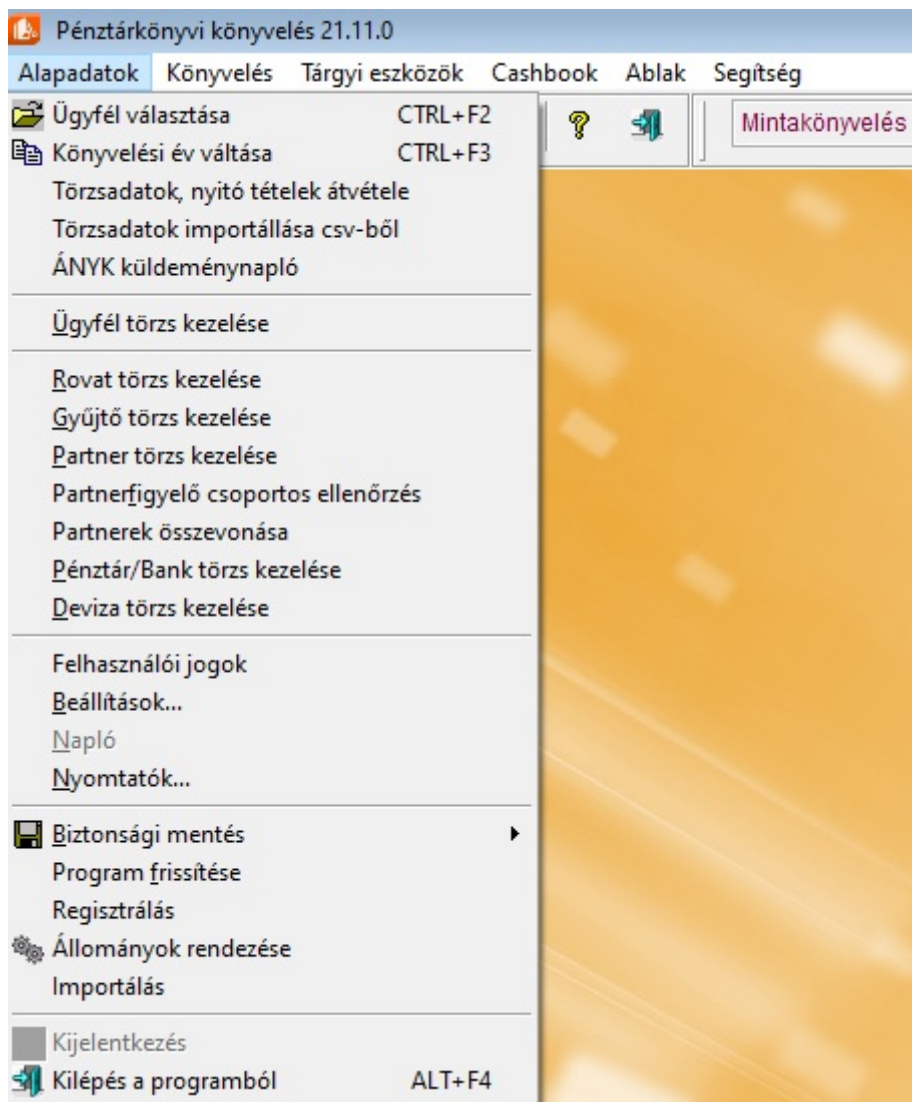 Pénztárkönyvi könyvelés 21.11.0
Alapadatok Könyvelés Tárgyi eszközök Cashbook Ablak Segítség
Mintakönyvelés
Ügyfél választása CTRL+F2
Könyvelési év váltása CTRL+F3
Törzsadatok, nyitó tételek átvétele
Törzsadatok importállása csv-ből
ÁNYK küldeménynapló
Ügyfél törzs kezelése
Rovat törzs kezelése
Gyűjtő törzs kezelése
Partner törzs kezelése
Partnerfigyelő csoportos ellenőrzés
Partnerek összevonása
Pénztár/Bank törzs kezelése
Deviza törzs kezelése
Felhasználói jogok
Beállítások...
Napló
Nyomtatók...
Biztonsági mentés
Program frissítése
Regisztrálás
Állományok rendezése
Importálás
Kijelentkezés
Kilépés a programból ALT+F4